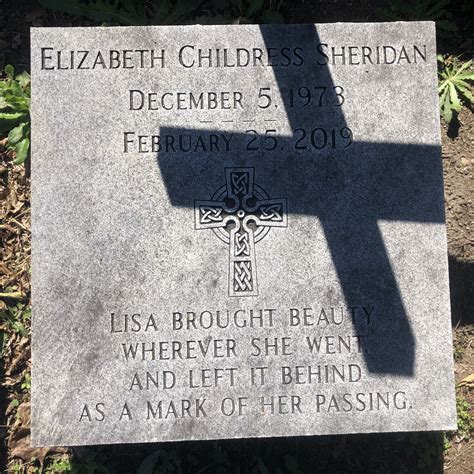 Elizabeth Childress Sheridan
December 5, 1973
February 25, 2019
Lisa brought beauty
wherever she went
and left it behind
as a mark of her passing.